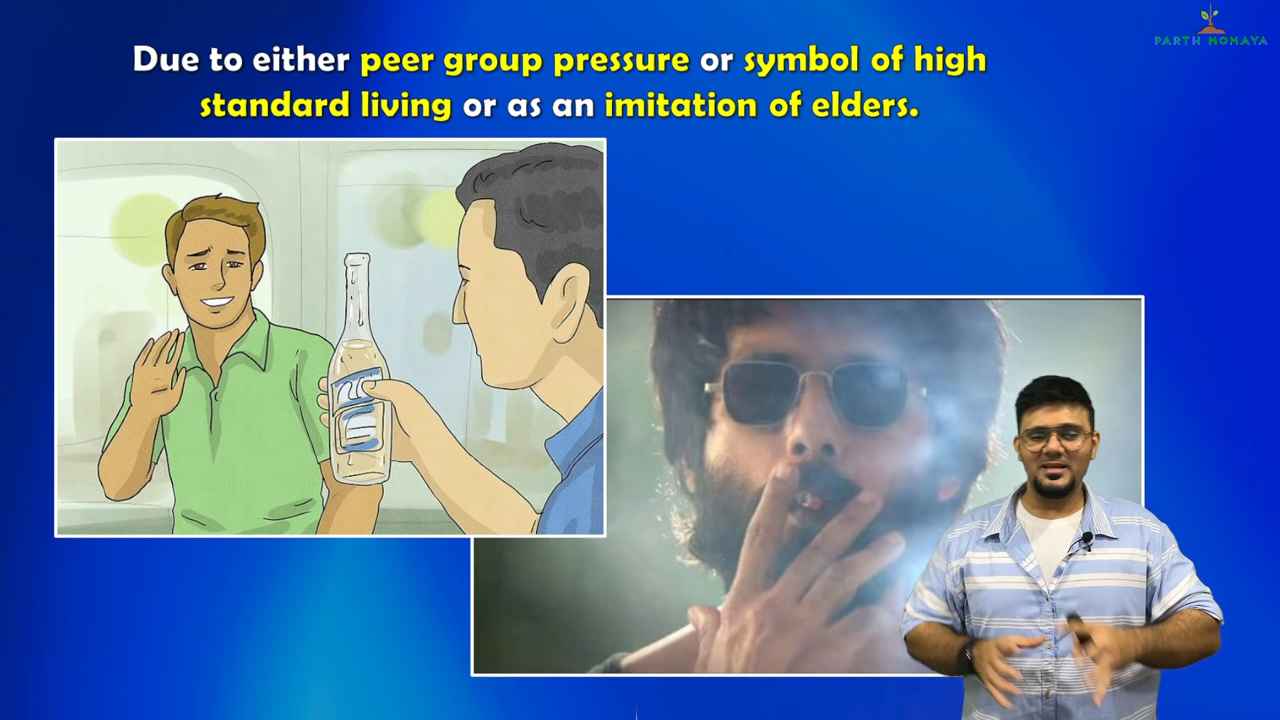 PARTH MOMAYA
Due to either peer group pressure or symbol of high
standard living or as an imitation of elders.